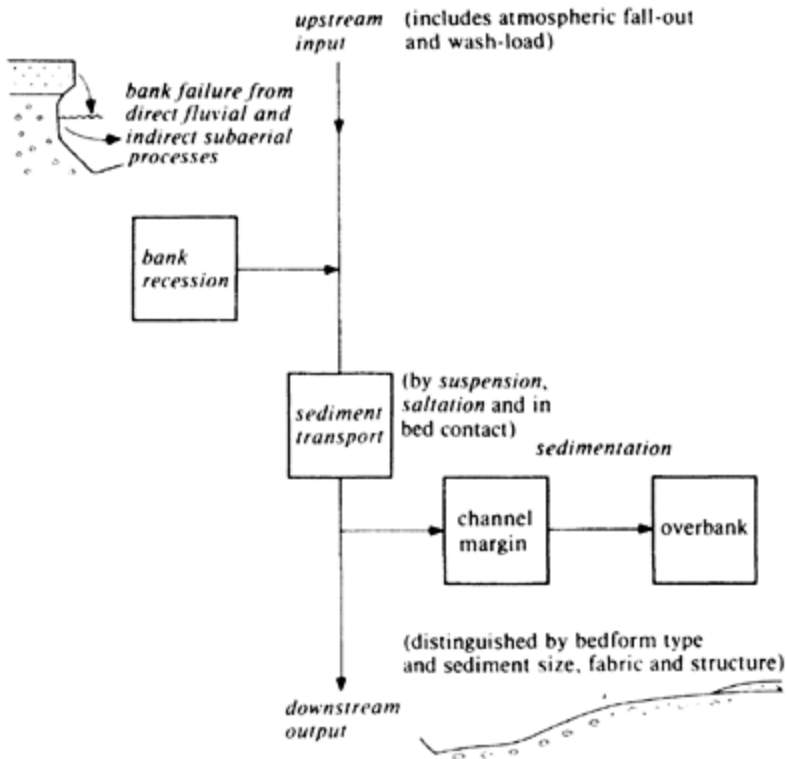 upstream
input
(includes atmospheric fall-out
and wash-load)
bank failure from
direct fluvial and
indirect subaerial
processes
bank
recession
sediment
transport
(by suspension,
saltation and in
bed contact)
sedimentation
channel
margin
overbank
(distinguished by bedform type
and sediment size, fabric and structure)
downstream
output